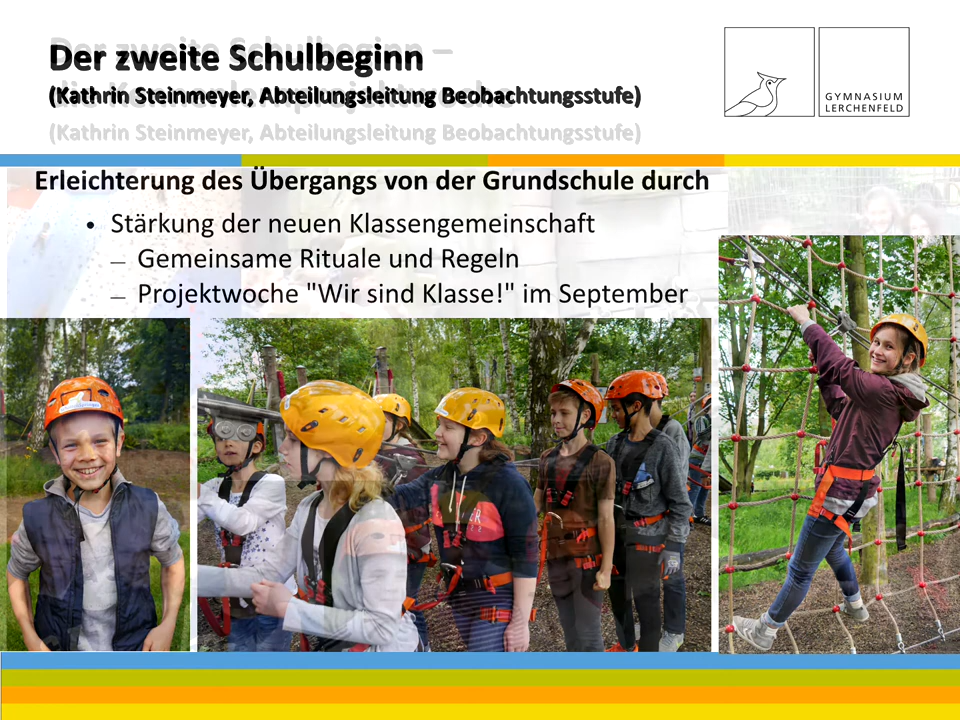 Der zweite Schulbeginn –
(Kathrin Steinmeyer, Abteilungsleitung Beobachtungsstufe)
(Kathrin Steinmeyer, Abteilungsleitung Beobachtungsstufe)
GYMNASIUM
LERCHENFELD
Erleichterung des Übergangs von der Grundschule durch
• Stärkung der neuen Klassengemeinschaft
– Gemeinsame Rituale und Regeln
– Projektwoche "Wir sind Klasse!" im September